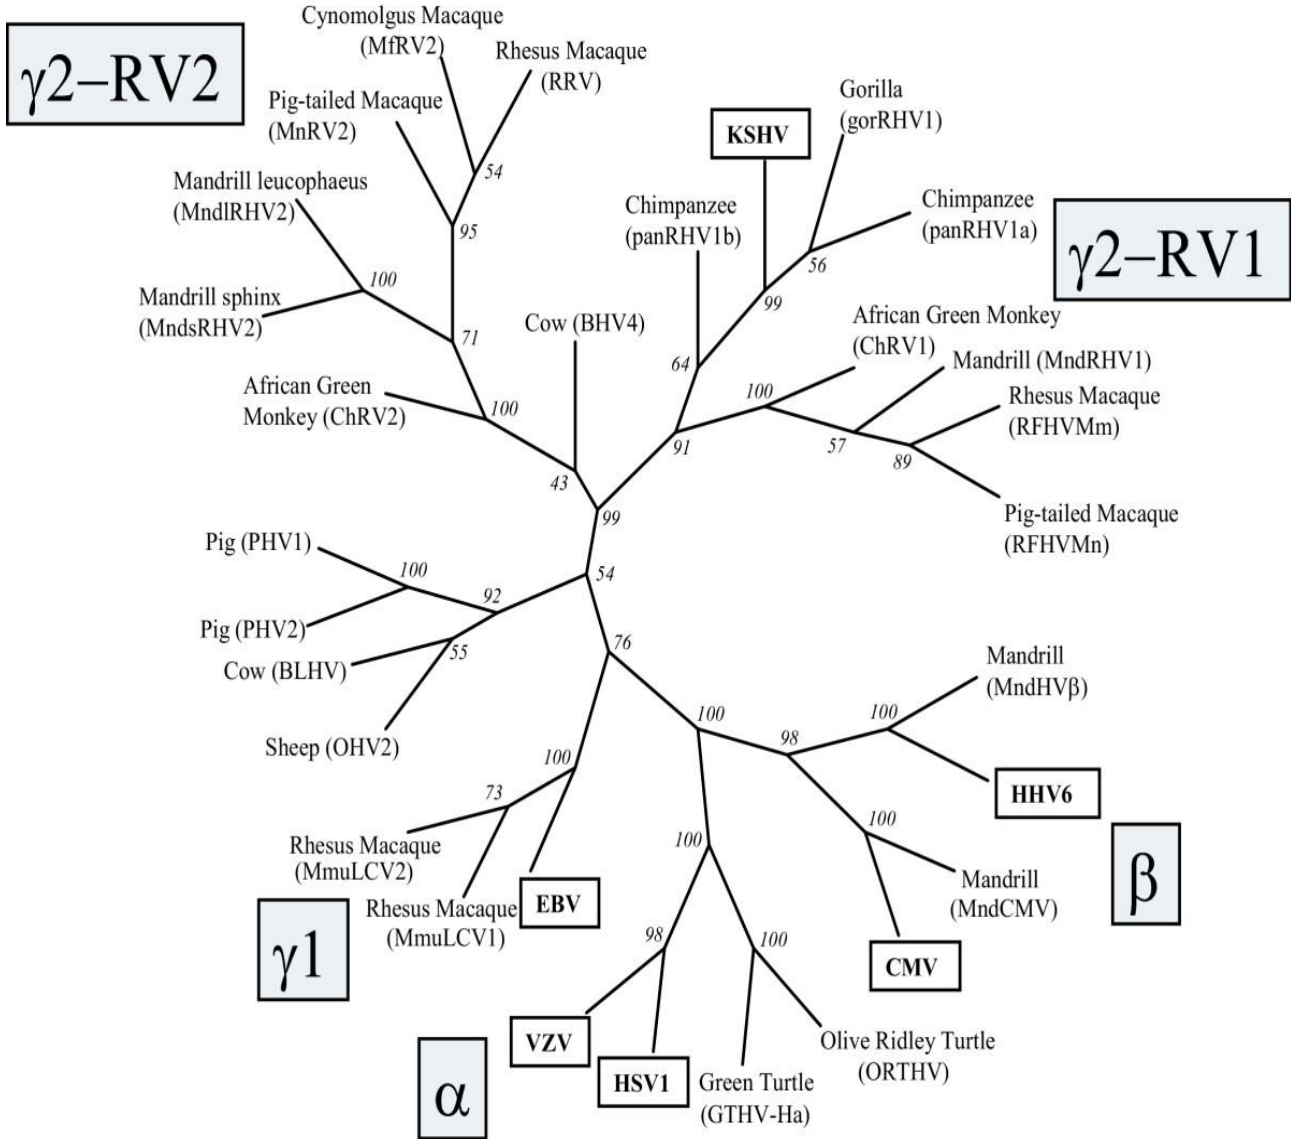 γ2–RV2
Cynomolgus Macaque
(MfRV2)
Rhesus Macaque
(RRV)
Pig-tailed Macaque
(MnRV2)
54
Mandrill leucophaeus
(MndlRHV2)
95
Mandrill sphinx
(MndsRHV2)
100
71
African Green
Monkey (ChRV2)
100
Cow (BHV4)
43
KSHV
Gorilla
(gorRHV1)
Chimpanzee
(panRHV1b)
Chimpanzee
(panRHV1a)
γ2–RV1
56
99
64
African Green Monkey
(ChRV1)
Mandrill (MndRHV1)
Rhesus Macaque
(RFHVMm)
100
91
57
89
Pig-tailed Macaque
(RFHVMn)
99
54
Pig (PHV1)
100
92
Pig (PHV2)
Cow (BLHV)
55
Sheep (OHV2)
76
100
73
Rhesus Macaque
(MmuLCV2)
Rhesus Macaque
(MmuLCV1)
EBV
γ1
100
98
100
Mandrill
(MndHVβ)
HHV6
100
Mandrill
(MndCMV)
CMV
β
100
98
100
VZV
HSV1
Green Turtle
(GTHV-Ha)
Olive Ridley Turtle
(ORTHV)
α